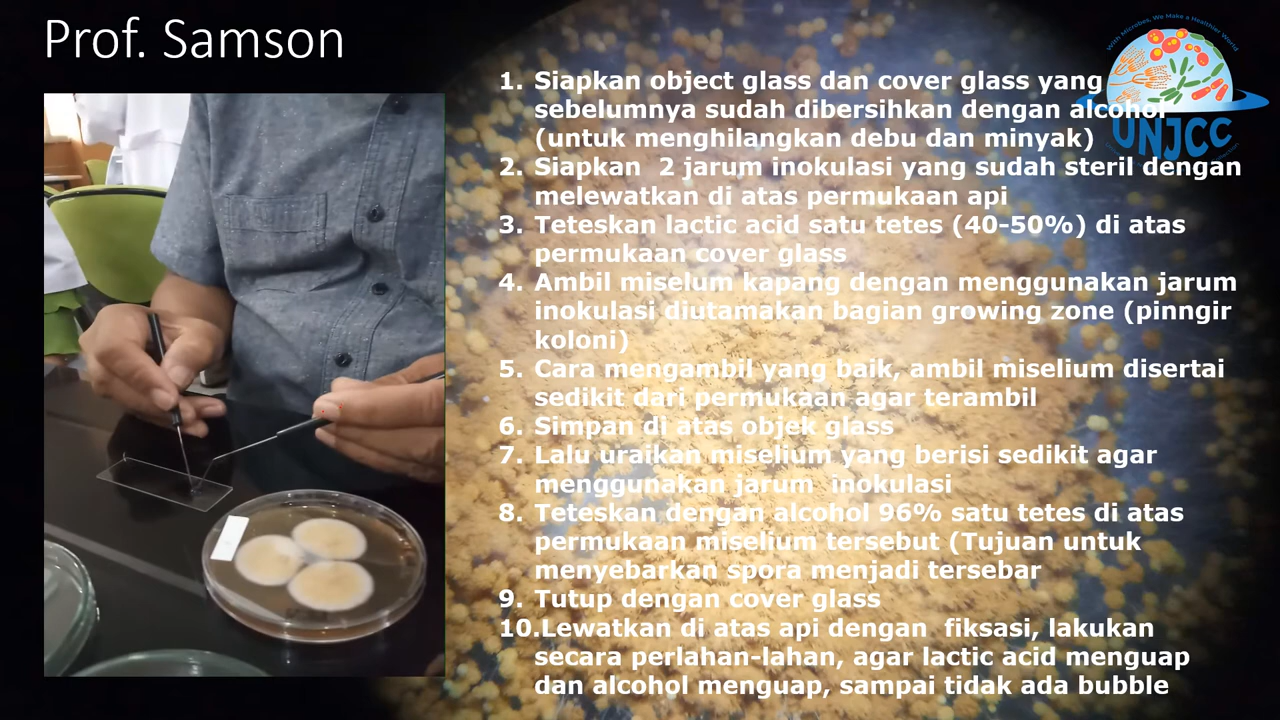 Prof. Samson
With Microbes, We Make a Healthier World
UNJCC
1. Siapkan object glass dan cover glass yang
sebelumnya sudah dibersihkan dengan alcohol
(untuk menghilangkan debu dan minyak)
2. Siapkan  2 jarum inokulasi yang sudah steril dengan
melewatkan di atas permukaan api
3. Teteskan lactic acid satu tetes (40-50%) di atas
permukaan cover glass
4. Ambil miselum kapang dengan menggunakan jarum
inokulasi diutamakan bagian growing zone (pinngir
koloni)
5. Cara mengambil yang baik, ambil miselium disertai
sedikit dari permukaan agar terambil
6. Simpan di atas objek glass
7. Lalu uraikan miselium yang berisi sedikit agar
menggunakan jarum  inokulasi
8. Teteskan dengan alcohol 96% satu tetes di atas
permukaan miselium tersebut (Tujuan untuk
menyebarkan spora menjadi tersebar
9. Tutup dengan cover glass
10.Lewatkan di atas api dengan  fiksasi, lakukan
secara perlahan-lahan, agar lactic acid menguap
dan alcohol menguap, sampai tidak ada bubble